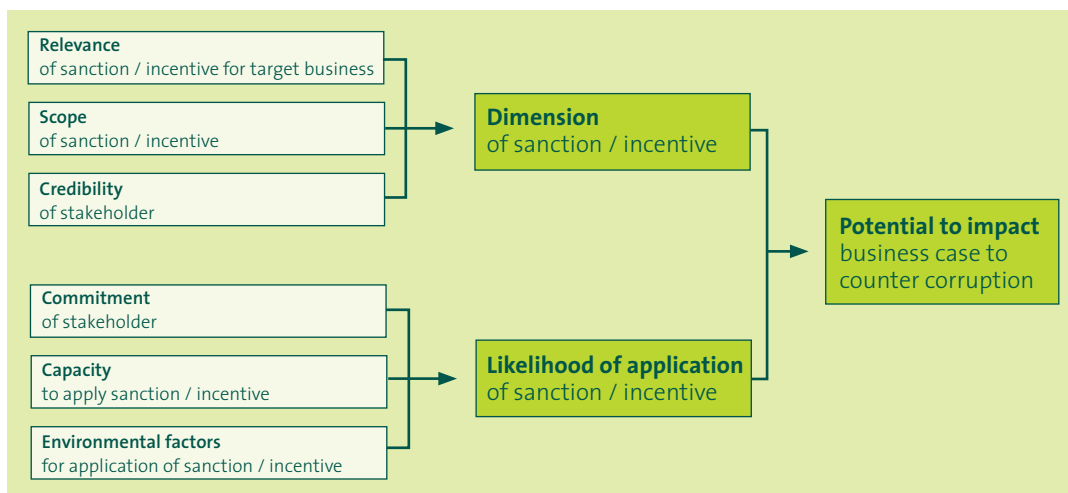 Relevance
of sanction / incentive for target business
Scope
of sanction / incentive
Credibility
of stakeholder
Dimension
of sanction / incentive
Commitment
of stakeholder
Capacity
to apply sanction / incentive
Environmental factors
for application of sanction / incentive
Likelihood of application
of sanction / incentive
Potential to impact
business case to
counter corruption